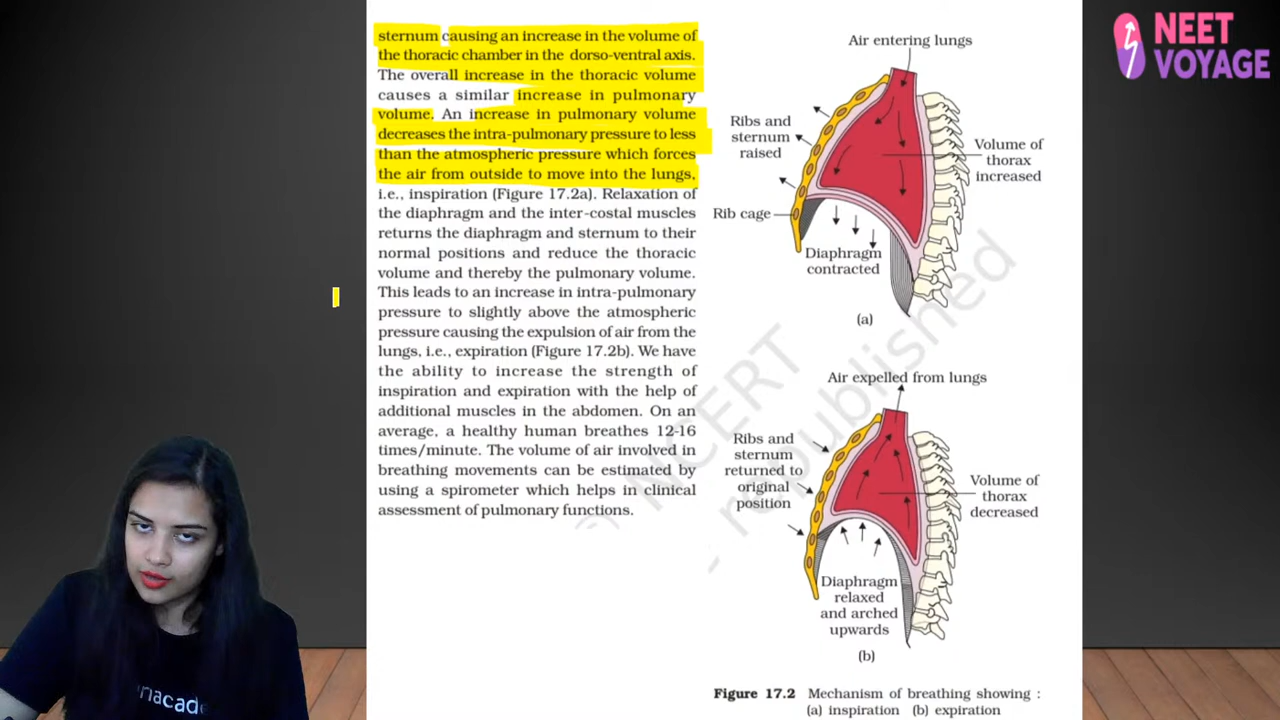 sternum causing an increase in the volume of
the thoracic chamber in the dorso-ventral axis.
The overall increase in the thoracic volume
causes a similar increase in pulmonary
volume. An increase in pulmonary volume
decreases the intra-pulmonary pressure to less
than the atmospheric pressure which forces
the air from outside to move into the lungs,
i.e., inspiration (Figure 17.2a). Relaxation of
the diaphragm and the inter-costal muscles
returns the diaphragm and sternum to their
normal positions and reduce the thoracic
volume and thereby the pulmonary volume.
This leads to an increase in intra-pulmonary
pressure to slightly above the atmospheric
pressure causing the expulsion of air from the
lungs, i.e., expiration (Figure 17.2b). We have
the ability to increase the strength of
inspiration and expiration with the help of
additional muscles in the abdomen. On an
average, a healthy human breathes 12-16
times/minute. The volume of air involved in
breathing movements can be estimated by
using a spirometer which helps in clinical
assessment of pulmonary functions.
Air entering lungs
Ribs and
sternum
raised
Volume of
thorax
increased
Rib cage
Diaphragm
contracted
(a)
Air expelled from lungs
Ribs and
sternum
returned to
original
position
Volume of
thorax
decreased
Diaphragm
relaxed
and arched
upwards
(b)
Figure 17.2 Mechanism of breathing showing :
(a) inspiration (b) expiration
NEET
VOYAGE
NCERT
republished